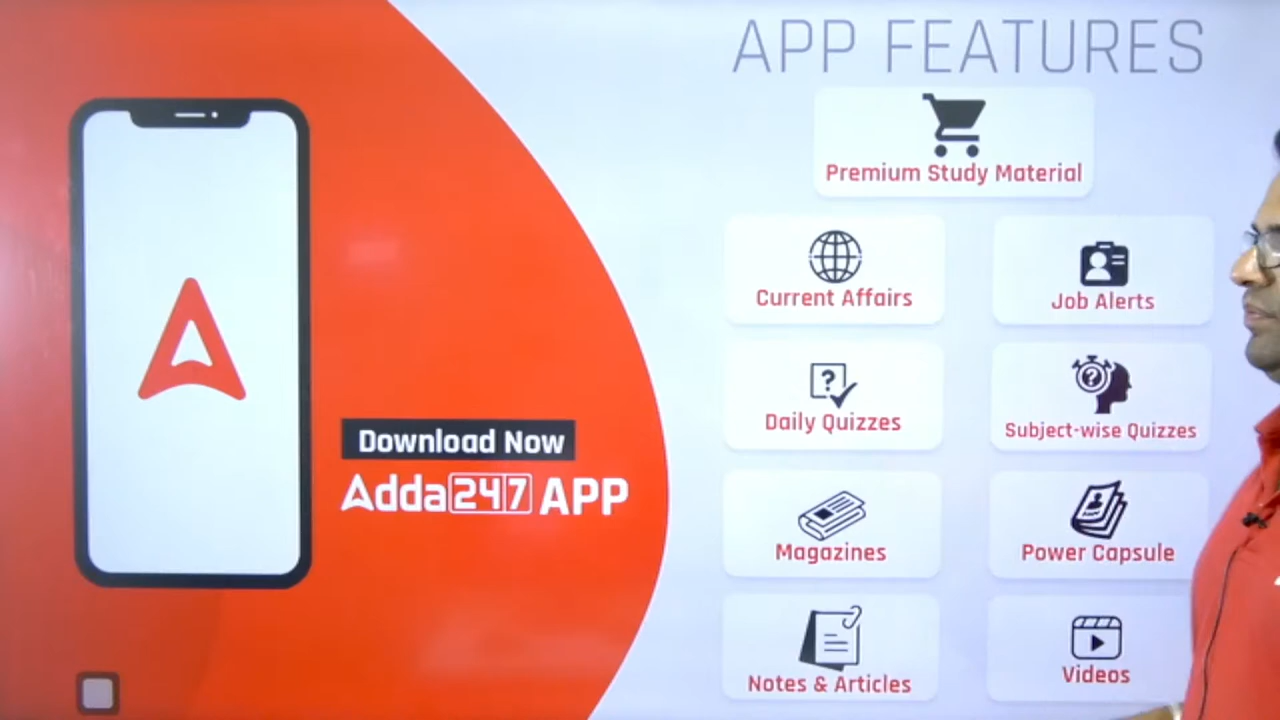 APP FEATURES
Premium Study Material
Current Affairs
Job Alerts
Daily Quizzes
Subject-wise Quizzes
Magazines
Power Capsule
Notes & Articles
Videos
Download Now
Adda247 APP